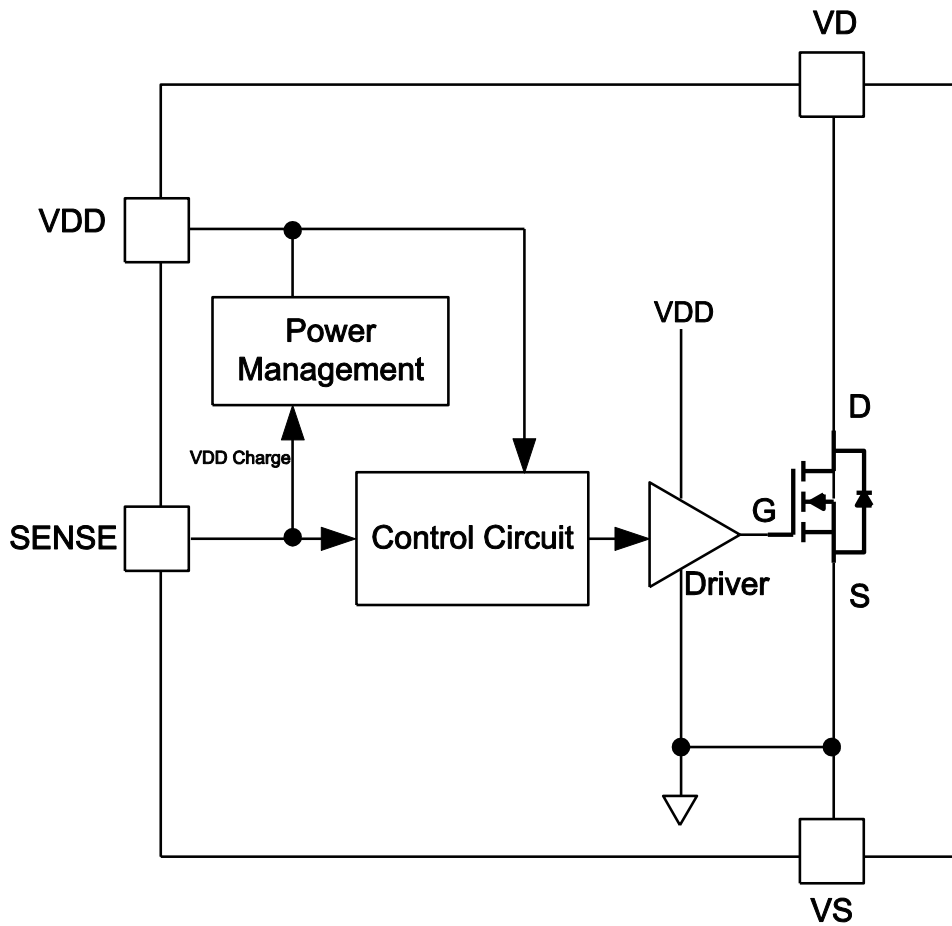 VD
VDD
Power
Management
VDD
D
VDD Charge
G
SENSE
Control Circuit
Driver
S
VS